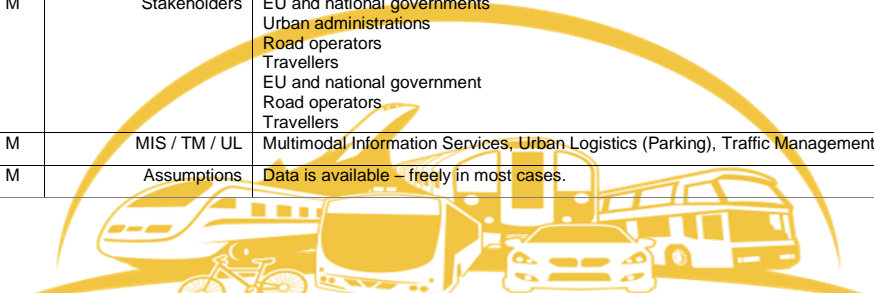 M Stakeholders EU and national governments
Urban administrations
Road operators
Travellers
EU and national government
Road operators
Travellers
M MIS / TM / UL Multimodal Information Services, Urban Logistics (Parking), Traffic Management
M Assumptions Data is available – freely in most cases.